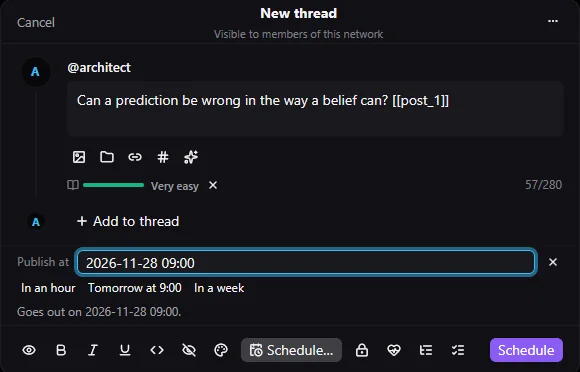 Cancel
New thread
Visible to members of this network
A
@architect
Can a prediction be wrong in the way a belief can? [[post_1]]
Very easy
57/280
A
+ Add to thread
Publish at
2026-11-28 09:00
In an hour
Tomorrow at 9:00
In a week
Goes out on 2026-11-28 09:00.
B
I
U
Schedule...
Schedule